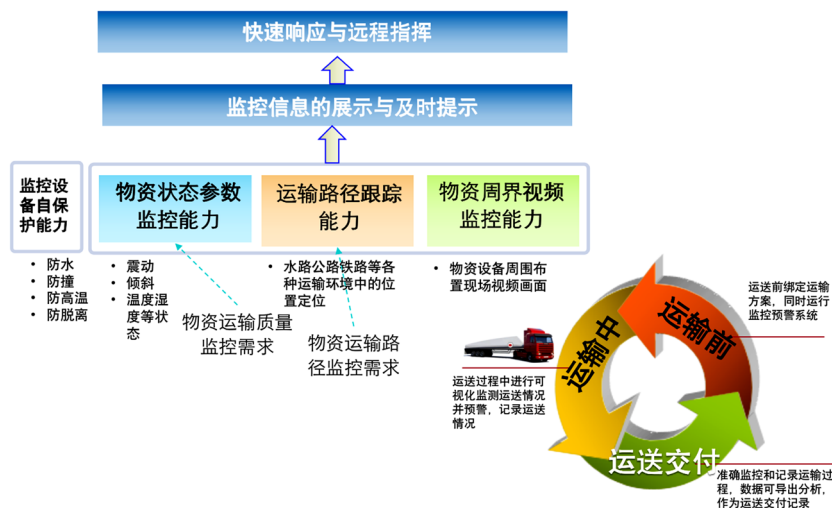 快速响应与远程指挥
监控信息的展示与及时提示
监控设
备自保
护能力
物资状态参数
监控能力
运输路径跟踪
能力
物资周界视频
监控能力
• 防水
• 防撞
• 防高温
• 防脱离
• 震动
• 倾斜
• 温度湿
度等状
态
• 水路公路铁路等各
种运输环境中的位
置定位
• 物资设备周围布
置现场视频画面
物资运输质量
监控需求
物资运输路
径监控需求
运送前绑定运输
方案，同时运行
监控预警系统
运输前
运输中
运送过程中进行可
视化监测运送情况
并预警，记录运送
情况
运送交付
准确监控和记录运输过
程，数据可导出分析，
作为运送交付记录